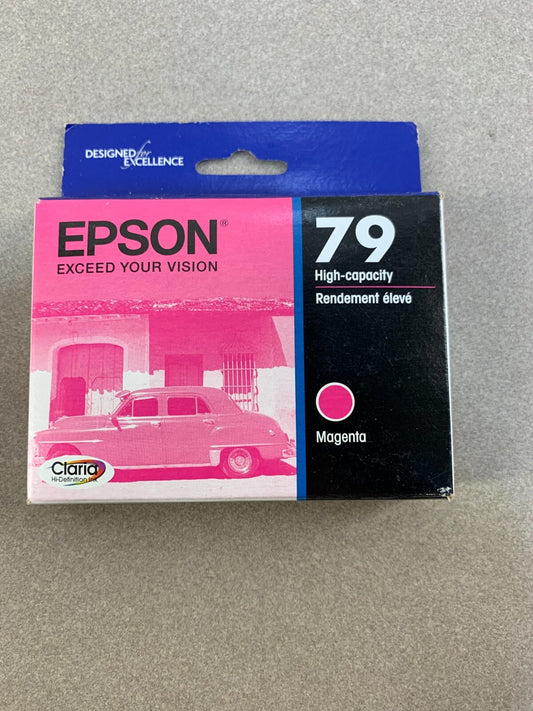 DESIGNED for
EXCELLENCE
EPSON®
EXCEED YOUR VISION
79
High-capacity
Rendement élevé
Magenta
Claria
Hi-Definition Ink